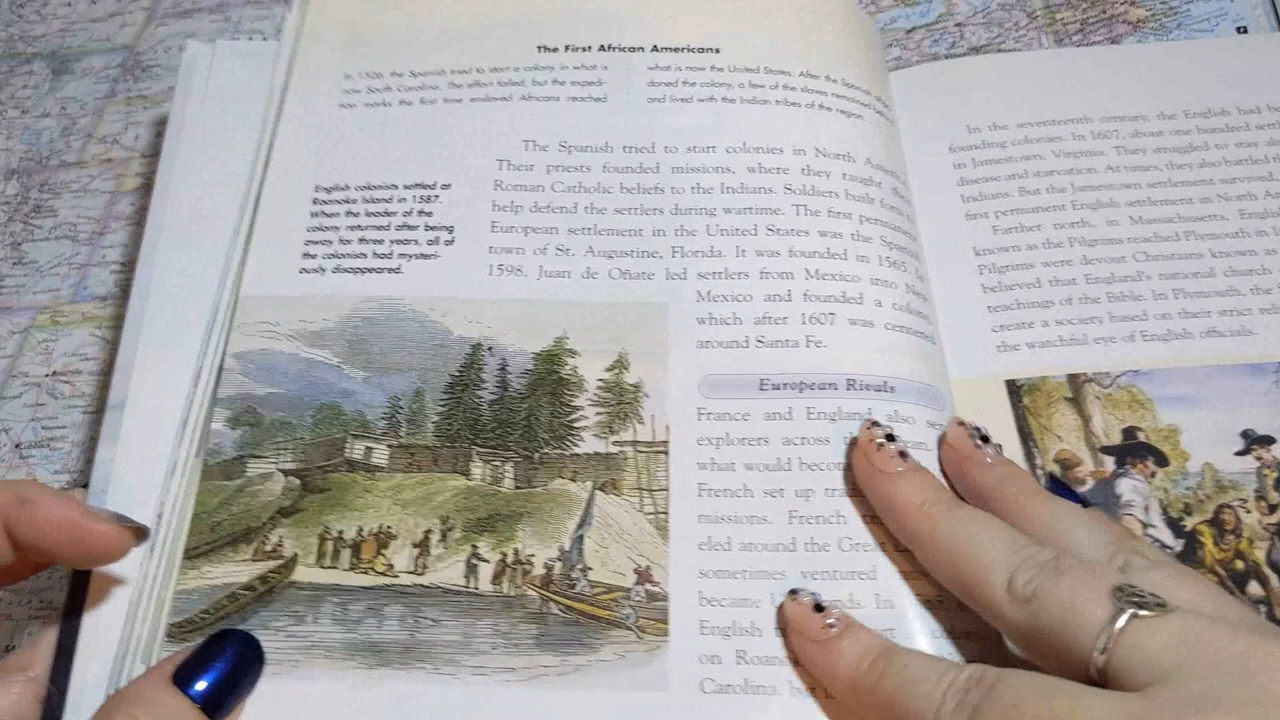 The First African Americans
In 1526, the Spanish tried to start a colony in what is
now South Carolina. The effort failed, but the expedi-
tion marks the first time enslaved Africans reached
what is now the United States. After the Spanish
doned the colony, a few of the slaves remained
and lived with the Indian tribes of the region.
English colonists settled at
Roanoke Island in 1587.
When the leader of the
colony returned after being
away for three years, all of
the colonists had mysteri-
ously disappeared.
The Spanish tried to start colonies in North
Their priests founded missions, where they taught
Roman Catholic beliefs to the Indians. Soldiers built
help defend the settlers during wartime. The first
European settlement in the United States was the
town of St. Augustine, Florida. It was founded in 1565.
1598, Juan de Oñate led settlers from Mexico into New
Mexico and founded a colony
which after 1607 was centered
around Santa Fe.
European Rivals
France and England also
explorers across
what would
French set up
missions. French
eled around the Great
sometimes ventured
became In
English
on
Carolina,
In the seventeenth century, the English had
founding colonies. In 1607, about one hundred
in Jamestown, Virginia. They struggled to stay
disease and starvation. At times, they also battled
Indians. But the Jamestown settlement survived
first permanent English settlement in North
Farther north, in Massachusetts,
known as the Pilgrims reached Plymouth in
Pilgrims were devout Christians known as
believed that England's national church
teachings of the Bible. In Plymouth, the
create a society based on their strict
the watchful eye of English officials.